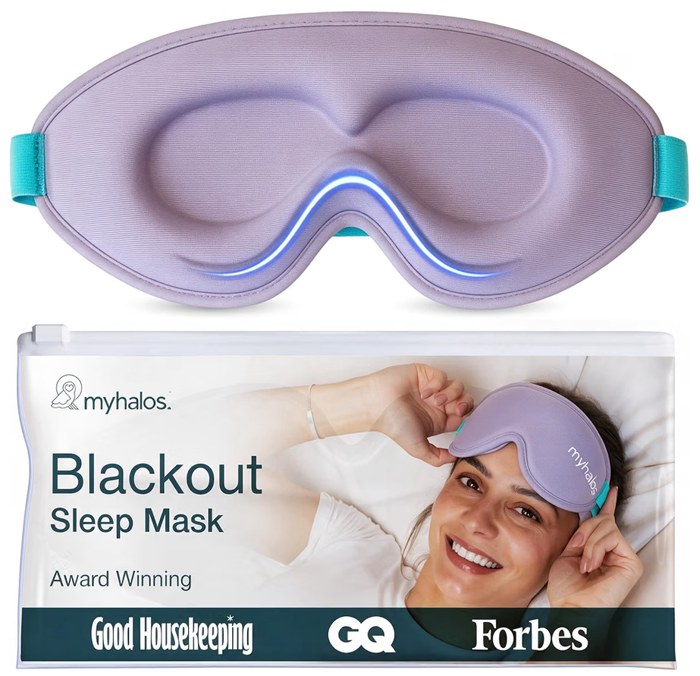 myhalos.
Blackout
Sleep Mask
myhalos
Award Winning
Good Housekeeping
GQ
Forbes